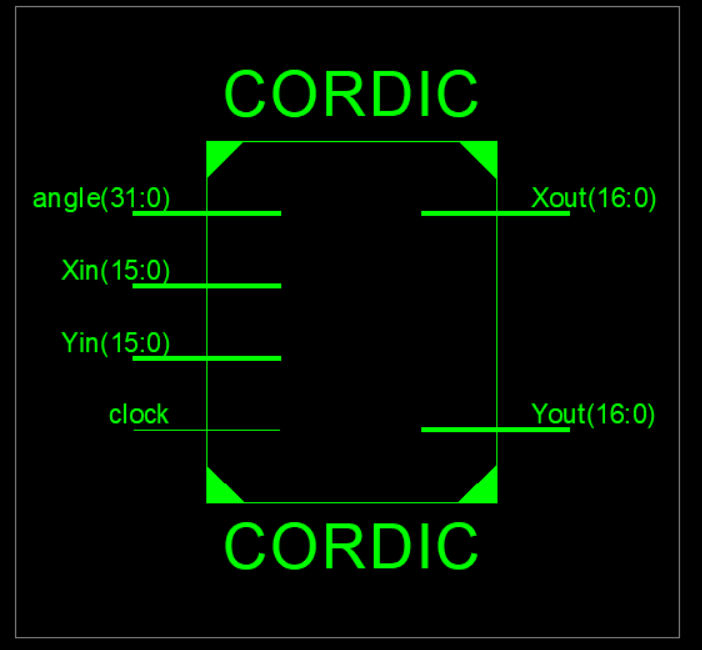 CORDIC
angle(31:0)
Xout(16:0)
Xin(15:0)
Yin(15:0)
clock
Yout(16:0)
CORDIC